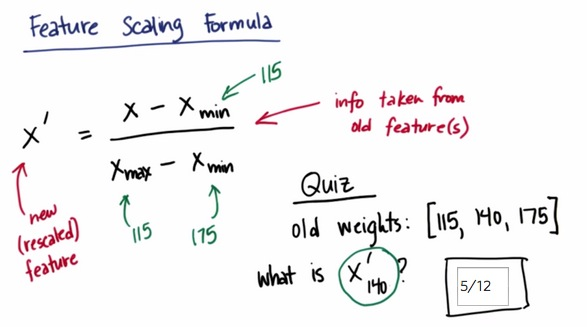 Feature Scaling Formula
115
x' = x - xmin / xmax - xmin
info taken from
old feature(s)
new
(rescaled)
feature
115
175
Quiz
old weights: [115, 140, 175]
what is x'140?
5/12